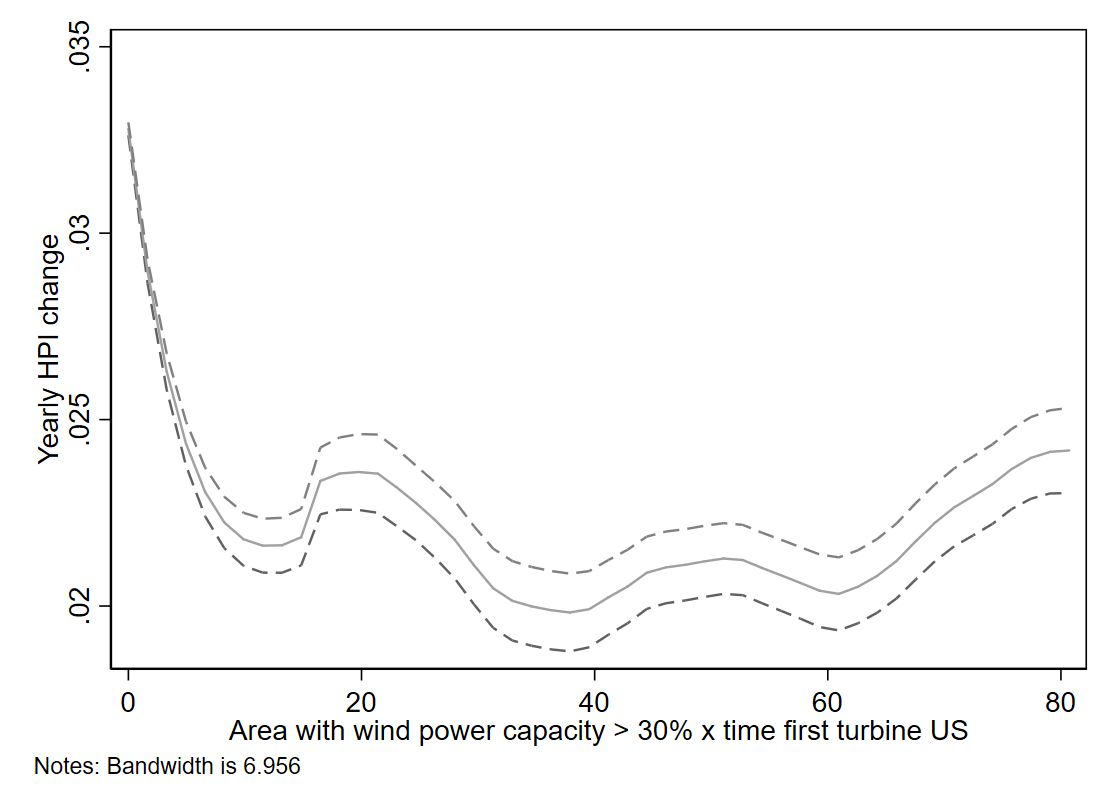 Yearly HPI change
.035
.03
.025
.02
0 20 40 60 80
Area with wind power capacity > 30% x time first turbine US
Notes: Bandwidth is 6.956